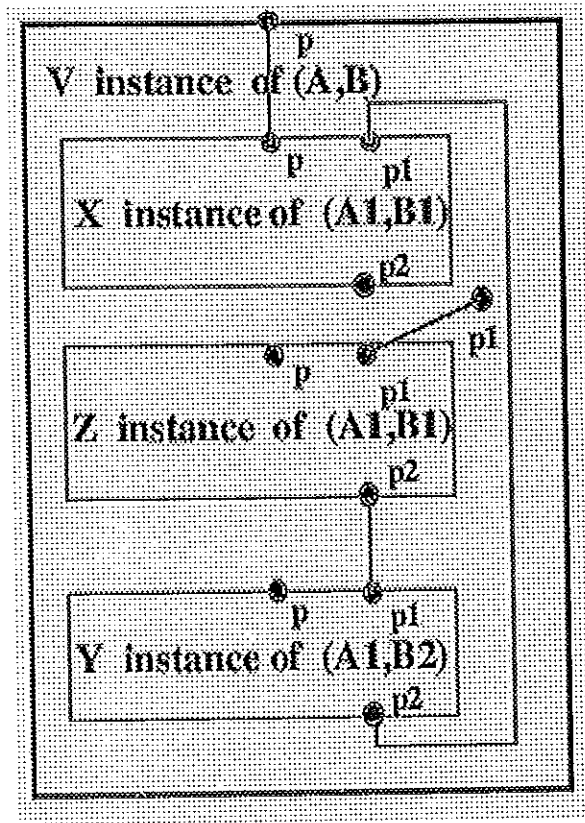 p
V instance of (A,B)
p
p1
X instance of (A1,B1)
p2
p1
p
p1
Z instance of (A1,B1)
p2
p
p1
Y instance of (A1,B2)
p2